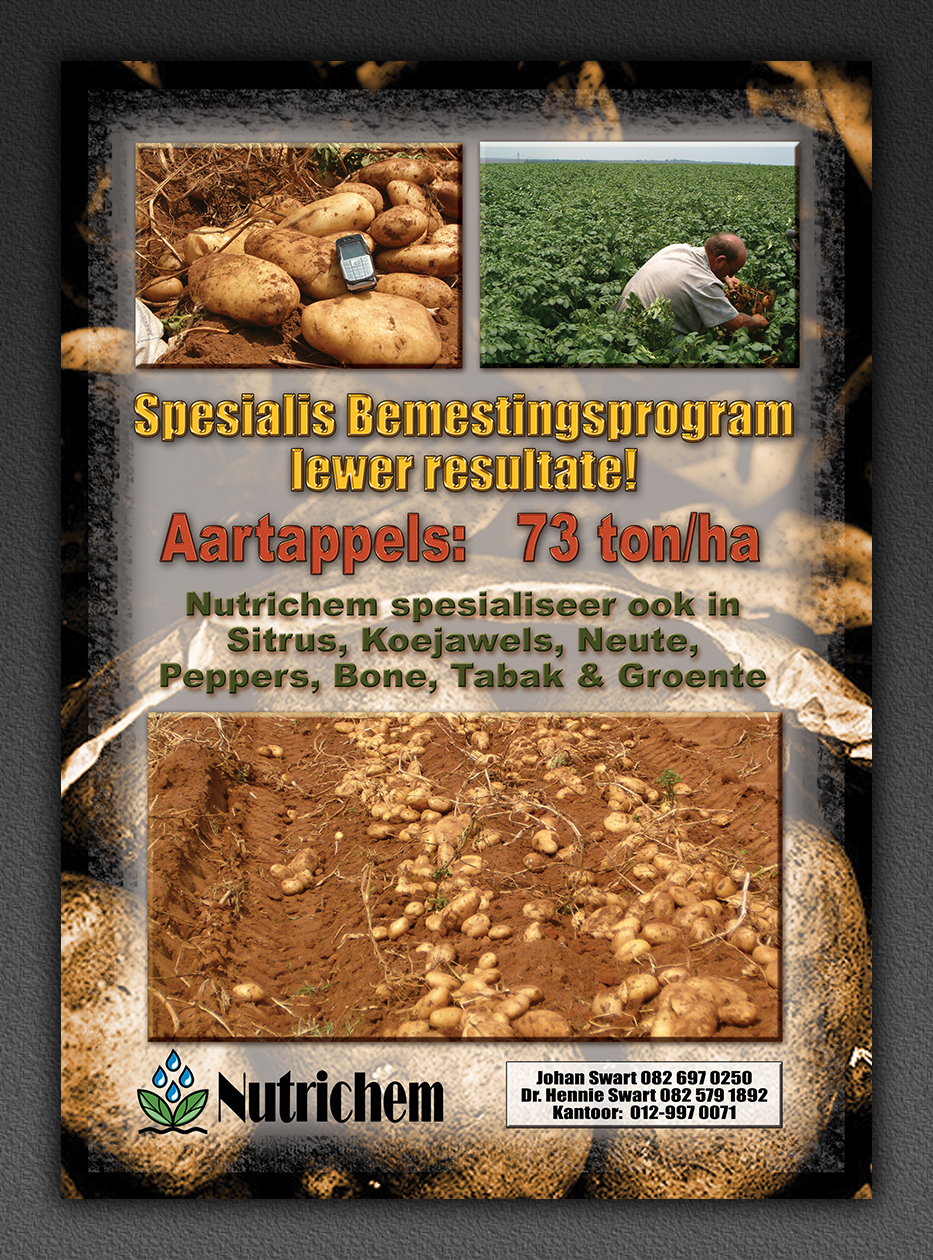 Spesialis Bemestingsprogram
lewer resultate!
Aartappels: 73 ton/ha
Nutrichem spesialiseer ook in
Sitrus, Koejawels, Neute,
Peppers, Bone, Tabak & Groente
Nutrichem
Johan Swart 082 697 0250
Dr. Hennie Swart 082 579 1892
Kantoor: 012-997 0071